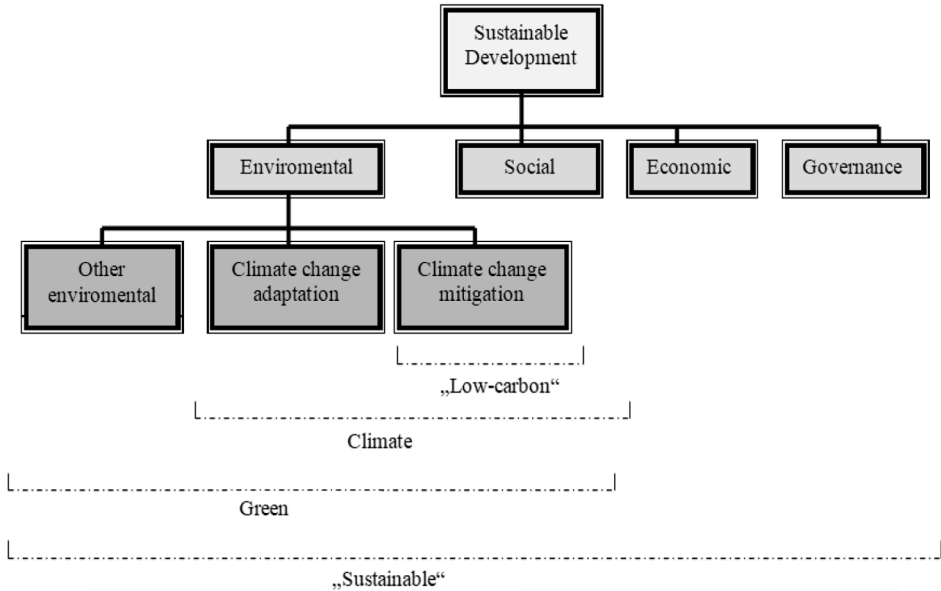 Sustainable
Development
Enviromental
Social
Economic
Governance
Other
enviromental
Climate change
adaptation
Climate change
mitigation
„Low-carbon“
Climate
Green
„Sustainable“